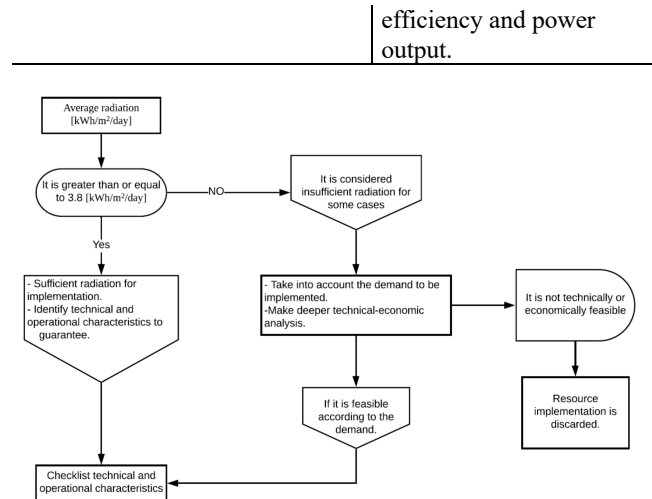 efficiency and power
output.
Average radiation
[kWh/m²/day]
It is greater than or equal
to 3.8 [kWh/m²/day]
NO
It is considered
insufficient radiation for
some cases
Yes
- Sufficient radiation for
implementation.
- Identify technical and
operational characteristics to
guarantee.
- Take into account the demand to be
implemented.
-Make deeper technical-economic
analysis.
It is not technically or
economically feasible
If it is feasible
according to the
demand.
Resource
implementation is
discarded.
Checklist technical and
operational characteristics